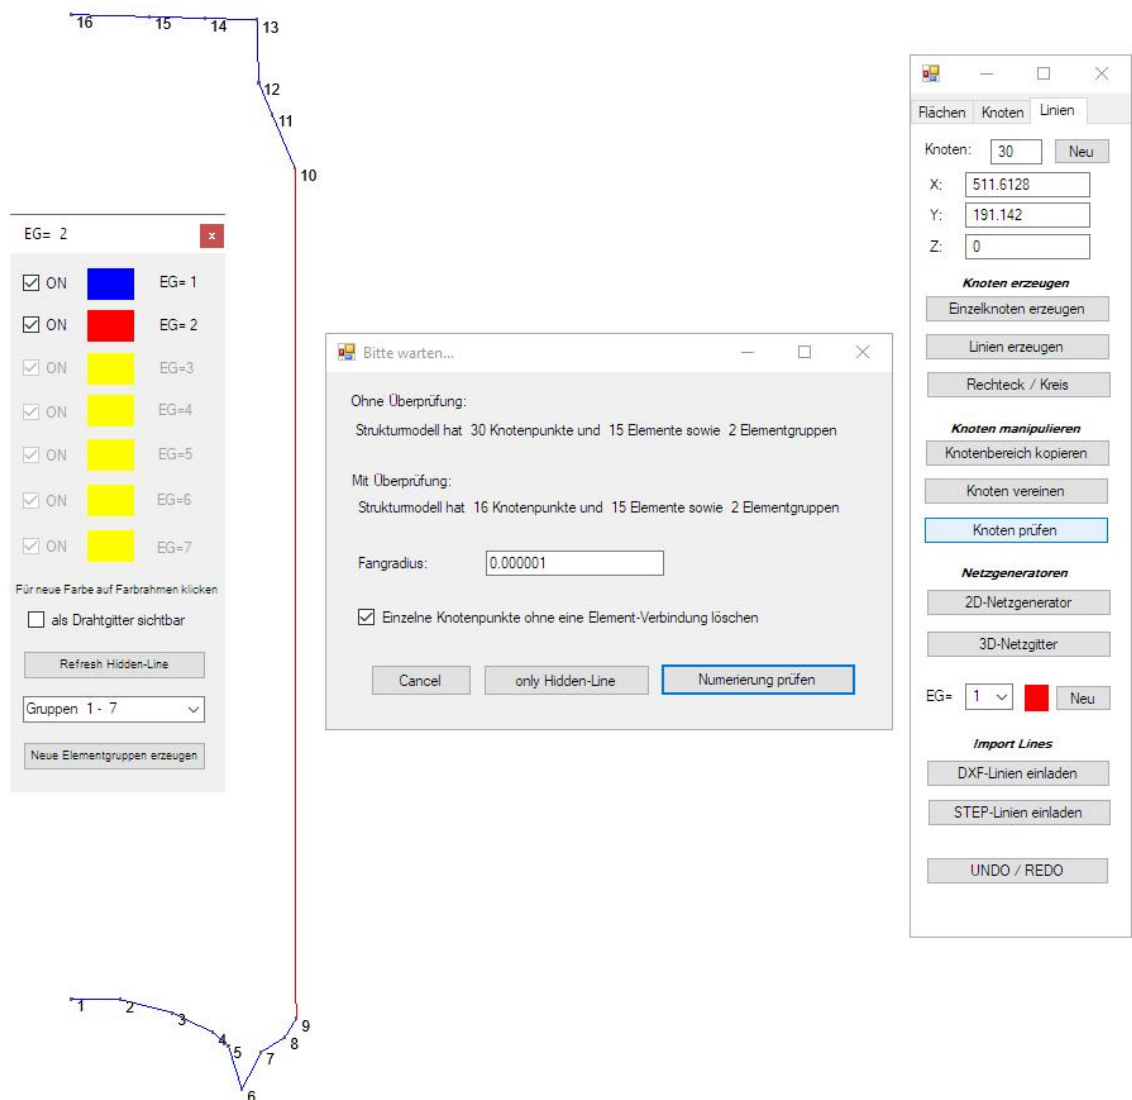 16
15
14
13
12
11
10
EG= 2
x
ON
EG= 1
ON
EG= 2
ON
EG=3
ON
EG=4
ON
EG=5
ON
EG=6
ON
EG=7
Für neue Farbe auf Farbrahmen klicken
als Drahtgitter sichtbar
Refresh Hidden-Line
Gruppen 1 - 7
Neue Elementgruppen erzeugen
Bitte warten...
Ohne Überprüfung:
Strukturmodell hat 30 Knotenpunkte und 15 Elemente sowie 2 Elementgruppen
Mit Überprüfung:
Strukturmodell hat 16 Knotenpunkte und 15 Elemente sowie 2 Elementgruppen
Fangradius: 0.000001
Einzelne Knotenpunkte ohne eine Element-Verbindung löschen
Cancel
only Hidden-Line
Numerierung prüfen
Flächen Knoten Linien
Knoten: 30 Neu
X: 511.6128
Y: 191.142
Z: 0
Knoten erzeugen
Einzelknoten erzeugen
Linien erzeugen
Rechteck / Kreis
Knoten manipulieren
Knotenbereich kopieren
Knoten vereinen
Knoten prüfen
Netzgeneratoren
2D-Netzgenerator
3D-Netzgitter
EG= 1 Neu
Import Lines
DXF-Linien einladen
STEP-Linien einladen
UNDO / REDO
1
2
3
4
5
6
7
8
9